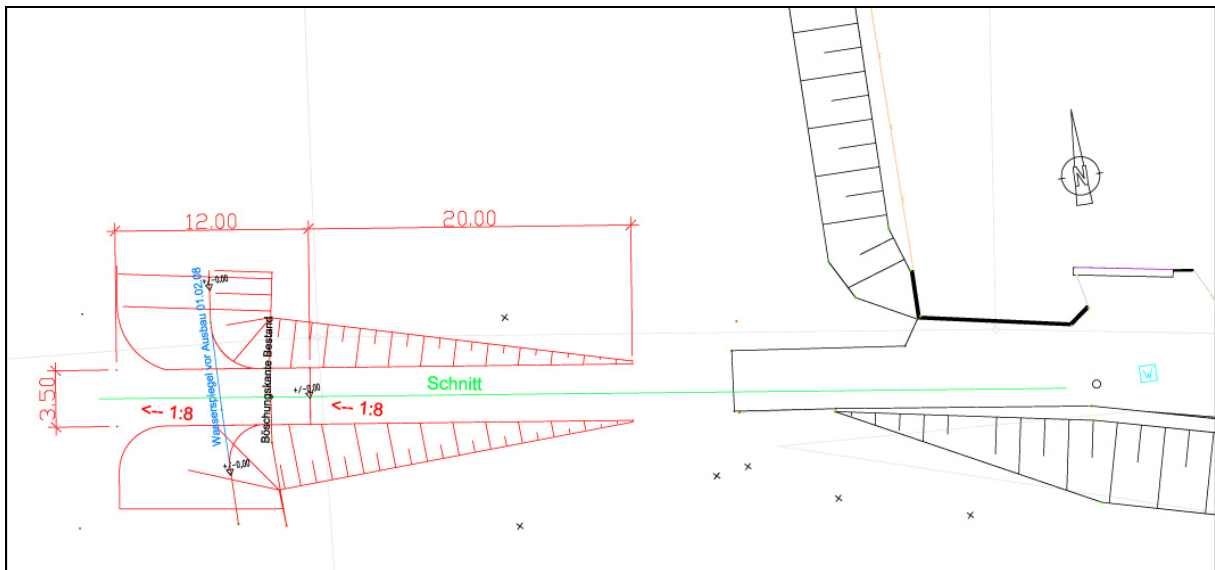 12.00
20.00
N
+/-0,00
Wasserspiegel vor Ausbau 01.02.08
Böschungskante Bestand
W
3.50
+/-0,00
Schnitt
<-- 1:8
<-- 1:8
+/-0,00